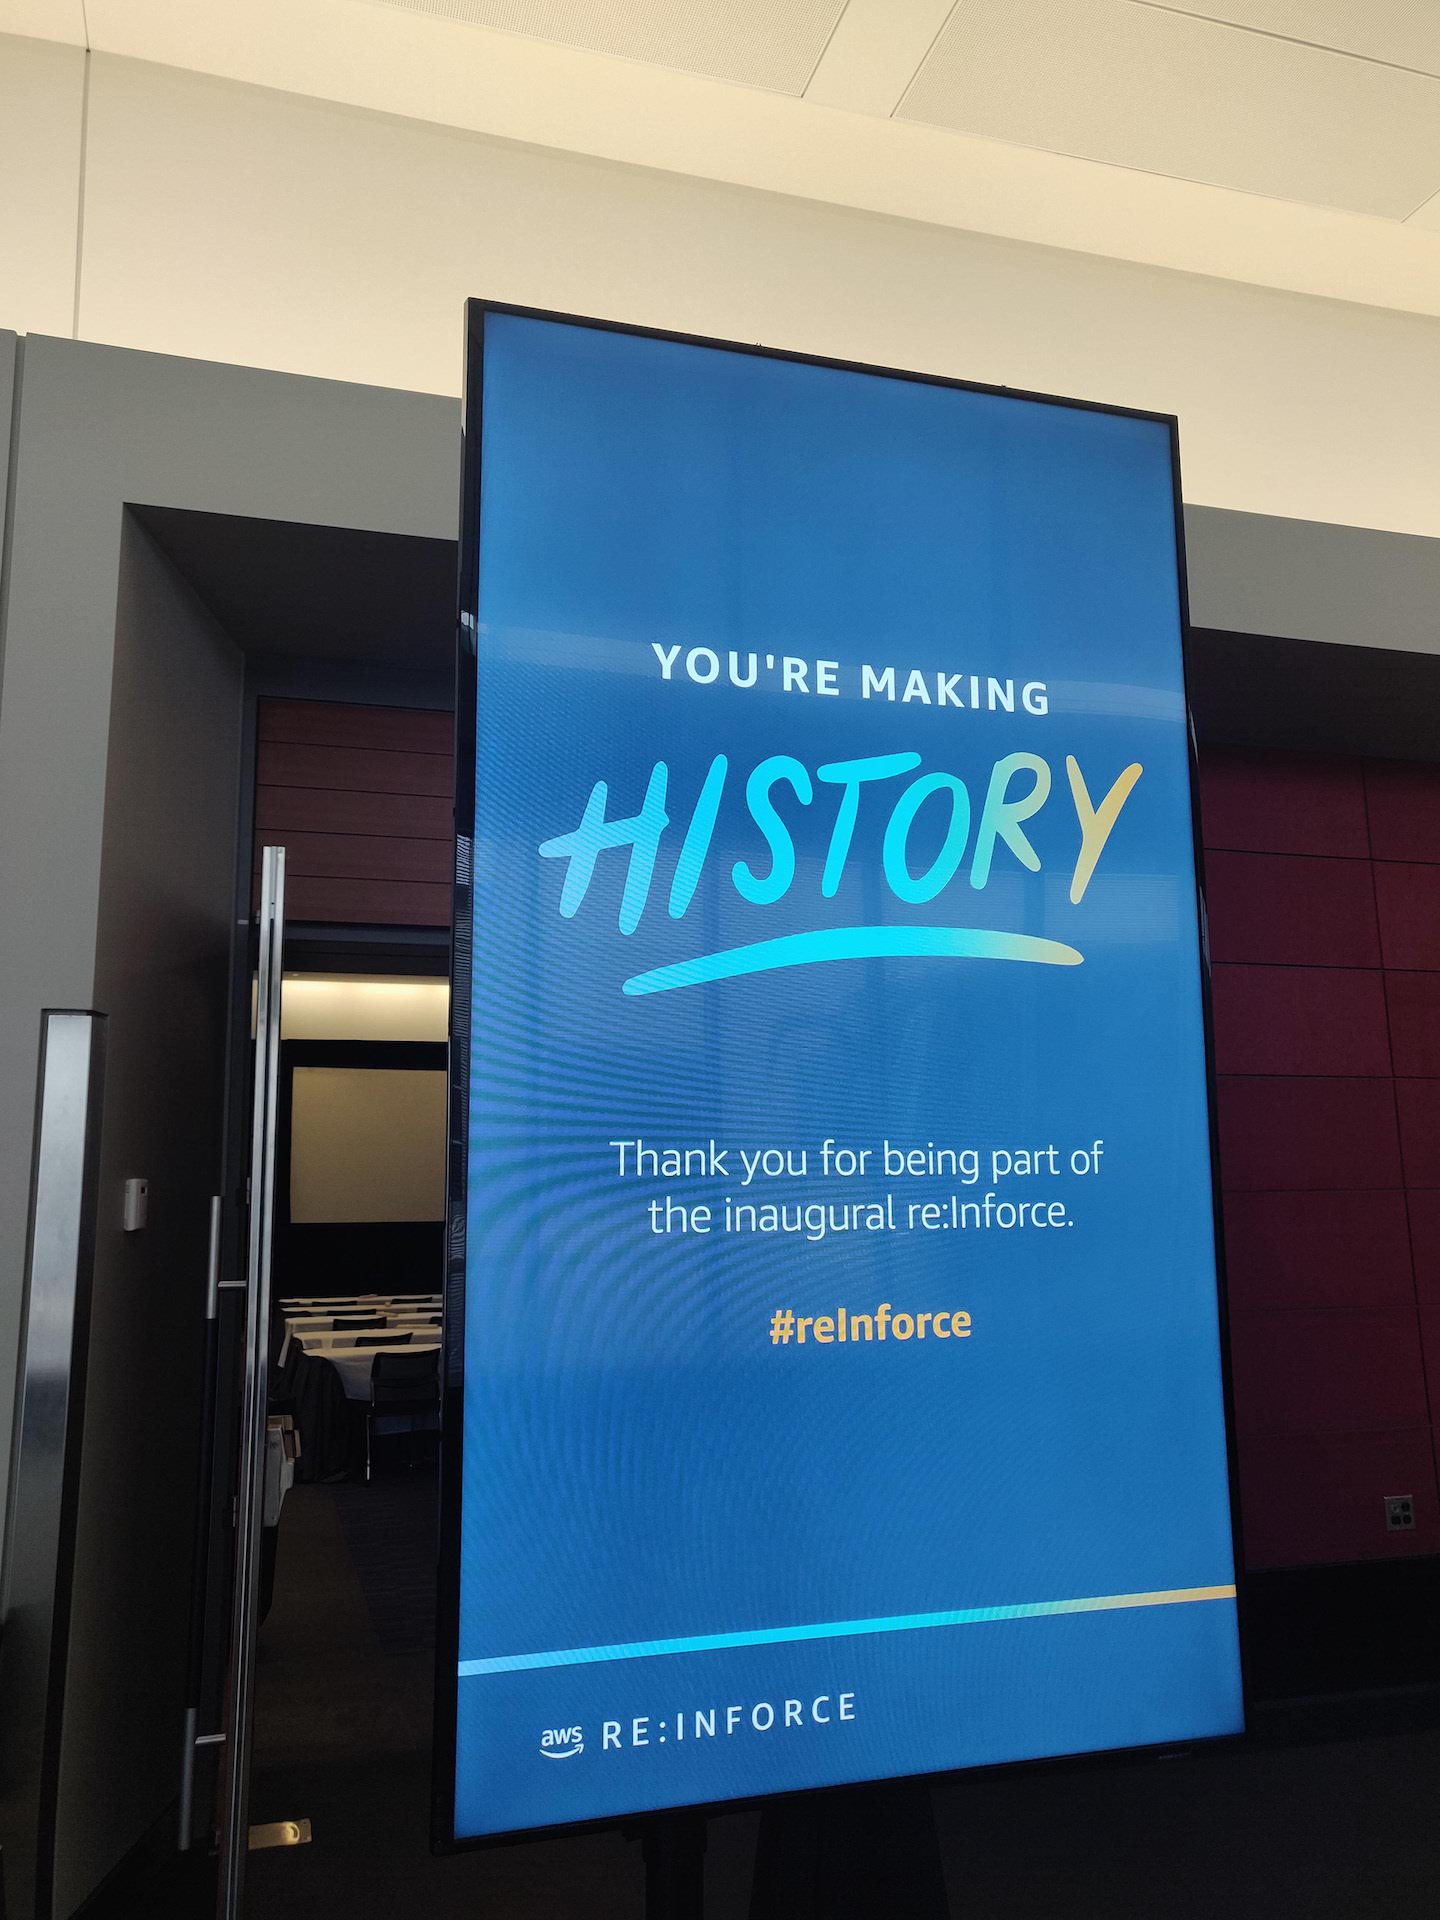 YOU'RE MAKING
HISTORY
Thank you for being part of
the inaugural re:Inforce.
#reInforce
aws RE:INFORCE